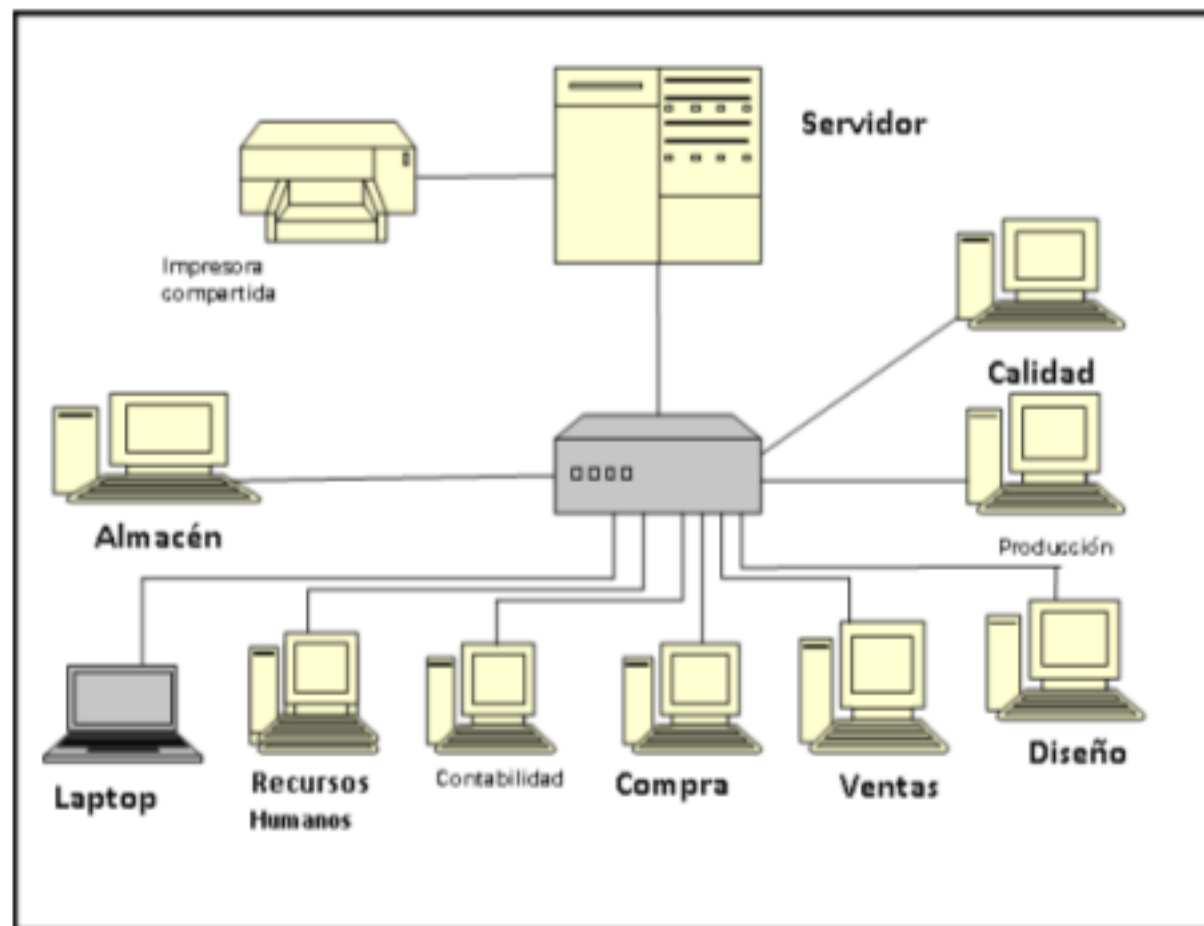 Servidor
Impresora
compartida
Calidad
Almacén
Producción
Laptop
Recursos
Humanos
Contabilidad
Compra
Ventas
Diseño